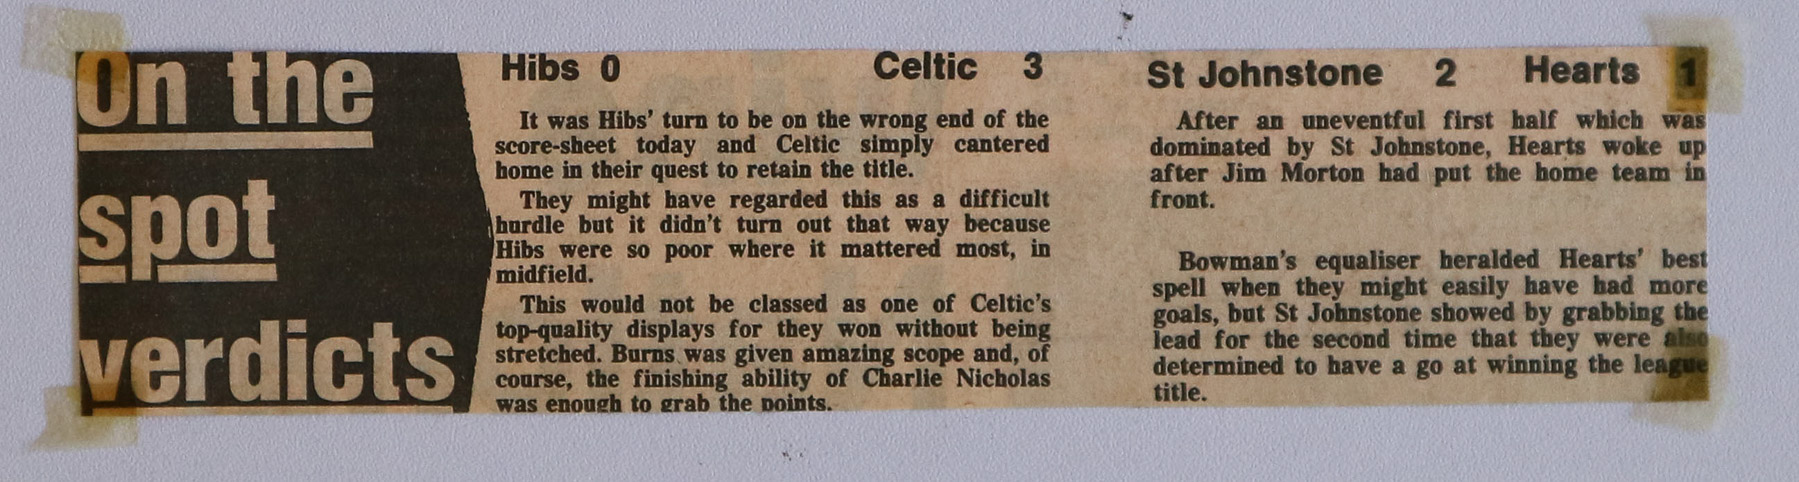 On the
spot
verdicts
Hibs 0 Celtic 3
It was Hibs' turn to be on the wrong end of the
score-sheet today and Celtic simply cantered
home in their quest to retain the title.
They might have regarded this as a difficult
hurdle but it didn't turn out that way because
Hibs were so poor where it mattered most, in
midfield.
This would not be classed as one of Celtic's
top-quality displays for they won without being
stretched. Burns was given amazing scope and, of
course, the finishing ability of Charlie Nicholas
was enough to grab the points.
St Johnstone 2 Hearts 1
After an uneventful first half which was
dominated by St Johnstone, Hearts woke up
after Jim Morton had put the home team in
front.
Bowman's equaliser heralded Hearts' best
spell when they might easily have had more
goals, but St Johnstone showed by grabbing the
lead for the second time that they were also
determined to have a go at winning the league
title.